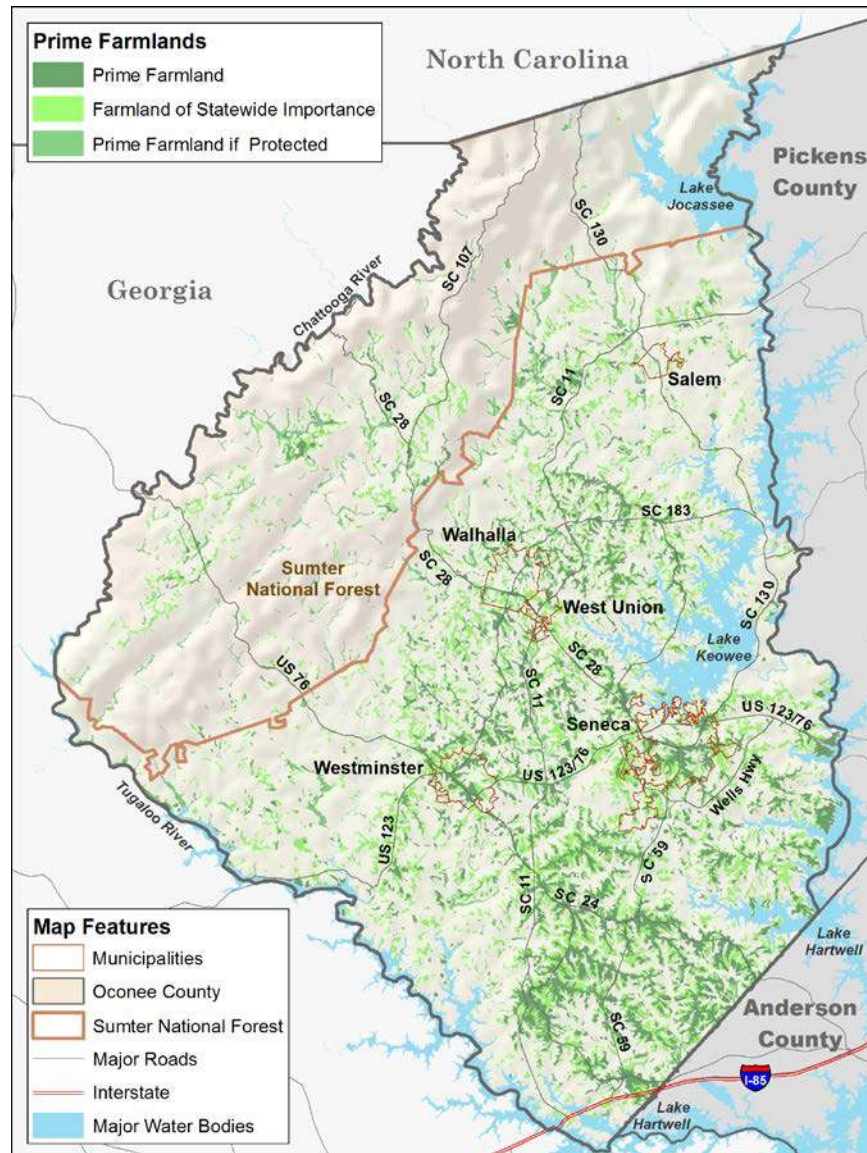 Prime Farmlands
Prime Farmland
Farmland of Statewide Importance
Prime Farmland if Protected
North Carolina
Pickens
County
Lake
Jocassee
SC 130
SC 107
Georgia
Chattooga River
SC 11
Salem
SC 28
SC 183
Walhalla
SC 28
Sumter
National Forest
West Union
SC 130
Lake
Keowee
SC 28
US 76
SC 11
Seneca
US 123/76
Westminster
US 123/76
Wells Hwy
Tugaloo River
US 123
SC 59
SC 11
SC 24
Lake
Hartwell
Map Features
Municipalities
Oconee County
Sumter National Forest
Major Roads
Interstate
Major Water Bodies
Anderson
County
SC 59
I-85
Lake
Hartwell